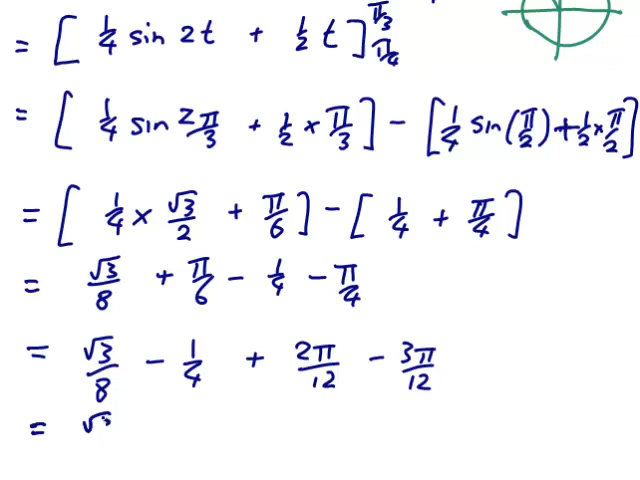 = [ 1/4 sin 2t + 1/2 t ]_{π/4}^{π/3}
= [ 1/4 sin 2π/3 + 1/2 × π/3 ] − [ 1/4 sin(π/2) + 1/2 × π/2 ]
= [ 1/4 × √3/2 + π/6 ] − [ 1/4 + π/4 ]
= √3/8 + π/6 − 1/4 − π/4
= √3/8 − 1/4 + 2π/12 − 3π/12
= √3